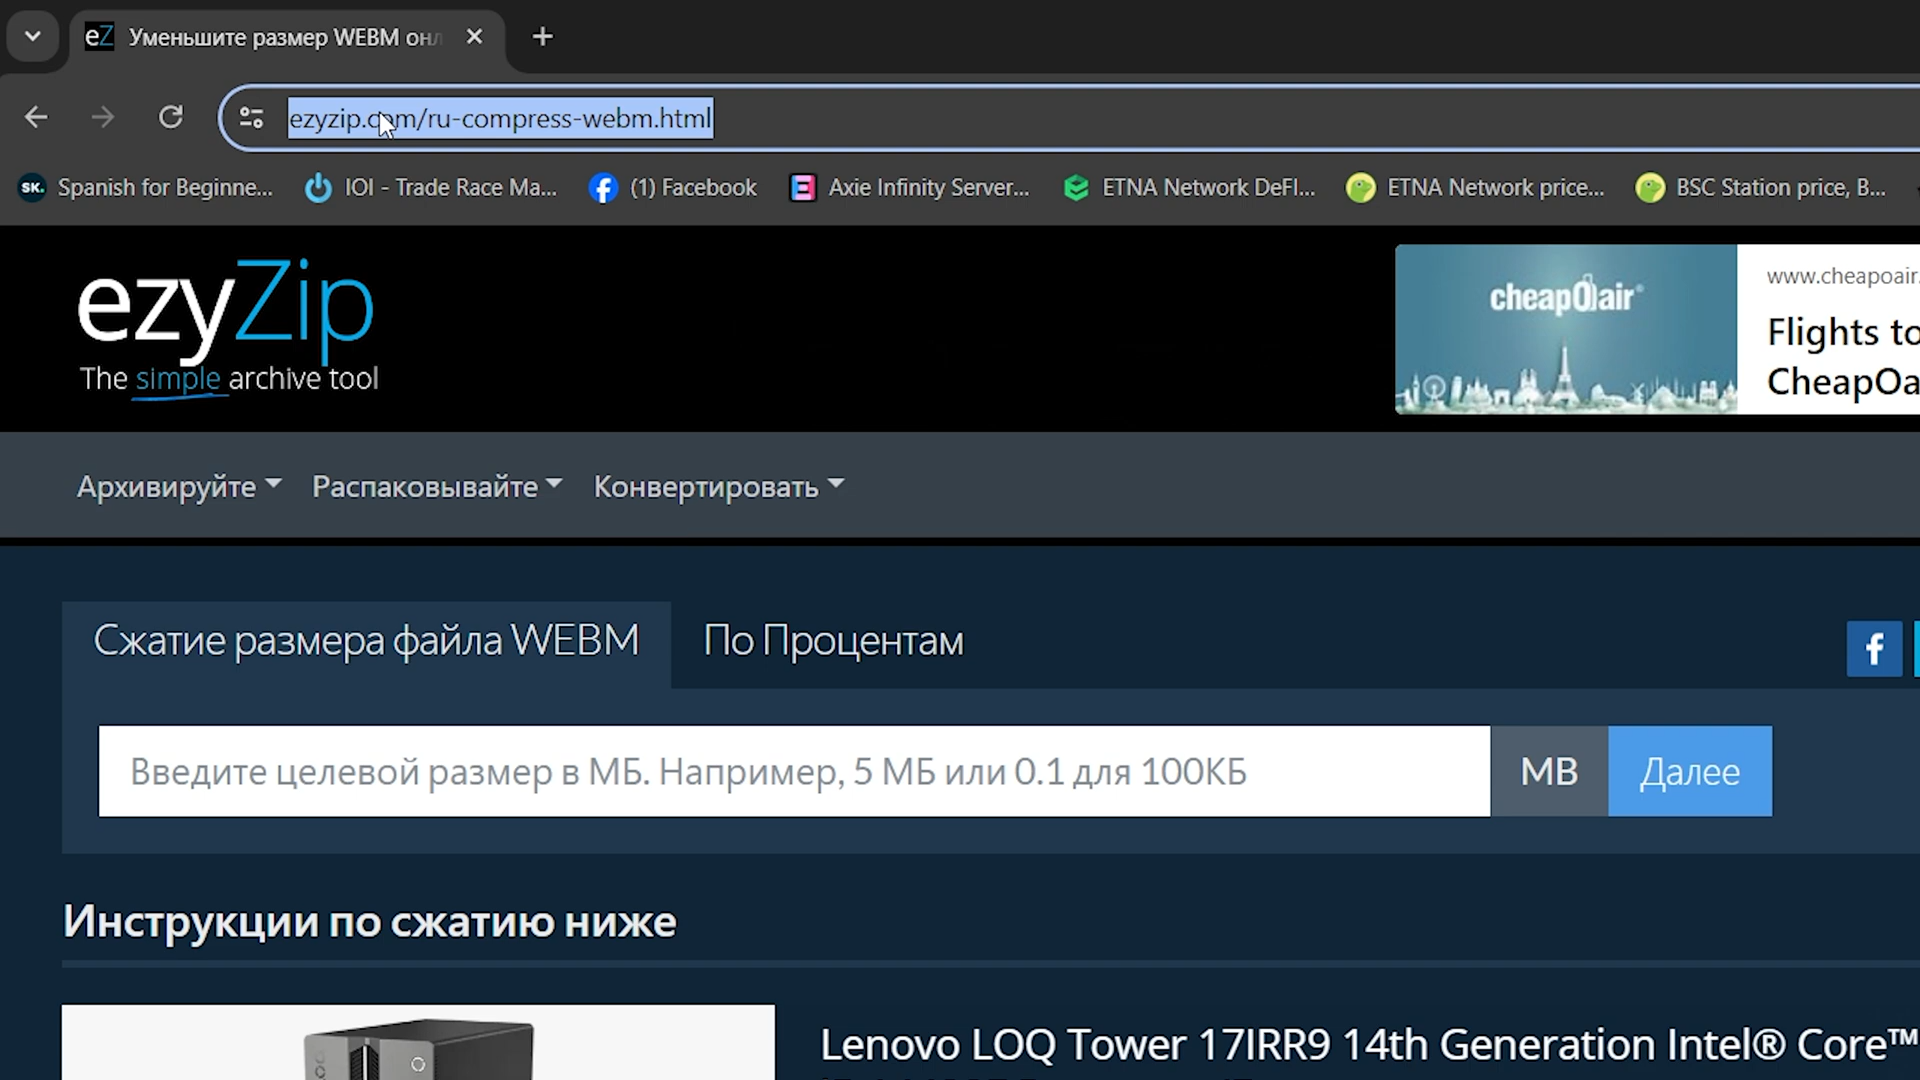 eZ Уменьшите размер WEBM онл
ezyzip.com/ru-compress-webm.html
SK. Spanish for Beginne... IOI - Trade Race Ma... (1) Facebook Axie Infinity Server... ETNA Network DeFI... ETNA Network price... BSC Station price, B...
ezyZip
The simple archive tool
cheapOair®
www.cheapoair.
Flights to
CheapOa
Архивируйте Распаковывайте Конвертировать
Сжатие размера файла WEBM По Процентам
Введите целевой размер в МБ. Например, 5 МБ или 0.1 для 100КБ MB Далее
Инструкции по сжатию ниже
Lenovo LOQ Tower 17IRR9 14th Generation Intel® Core™